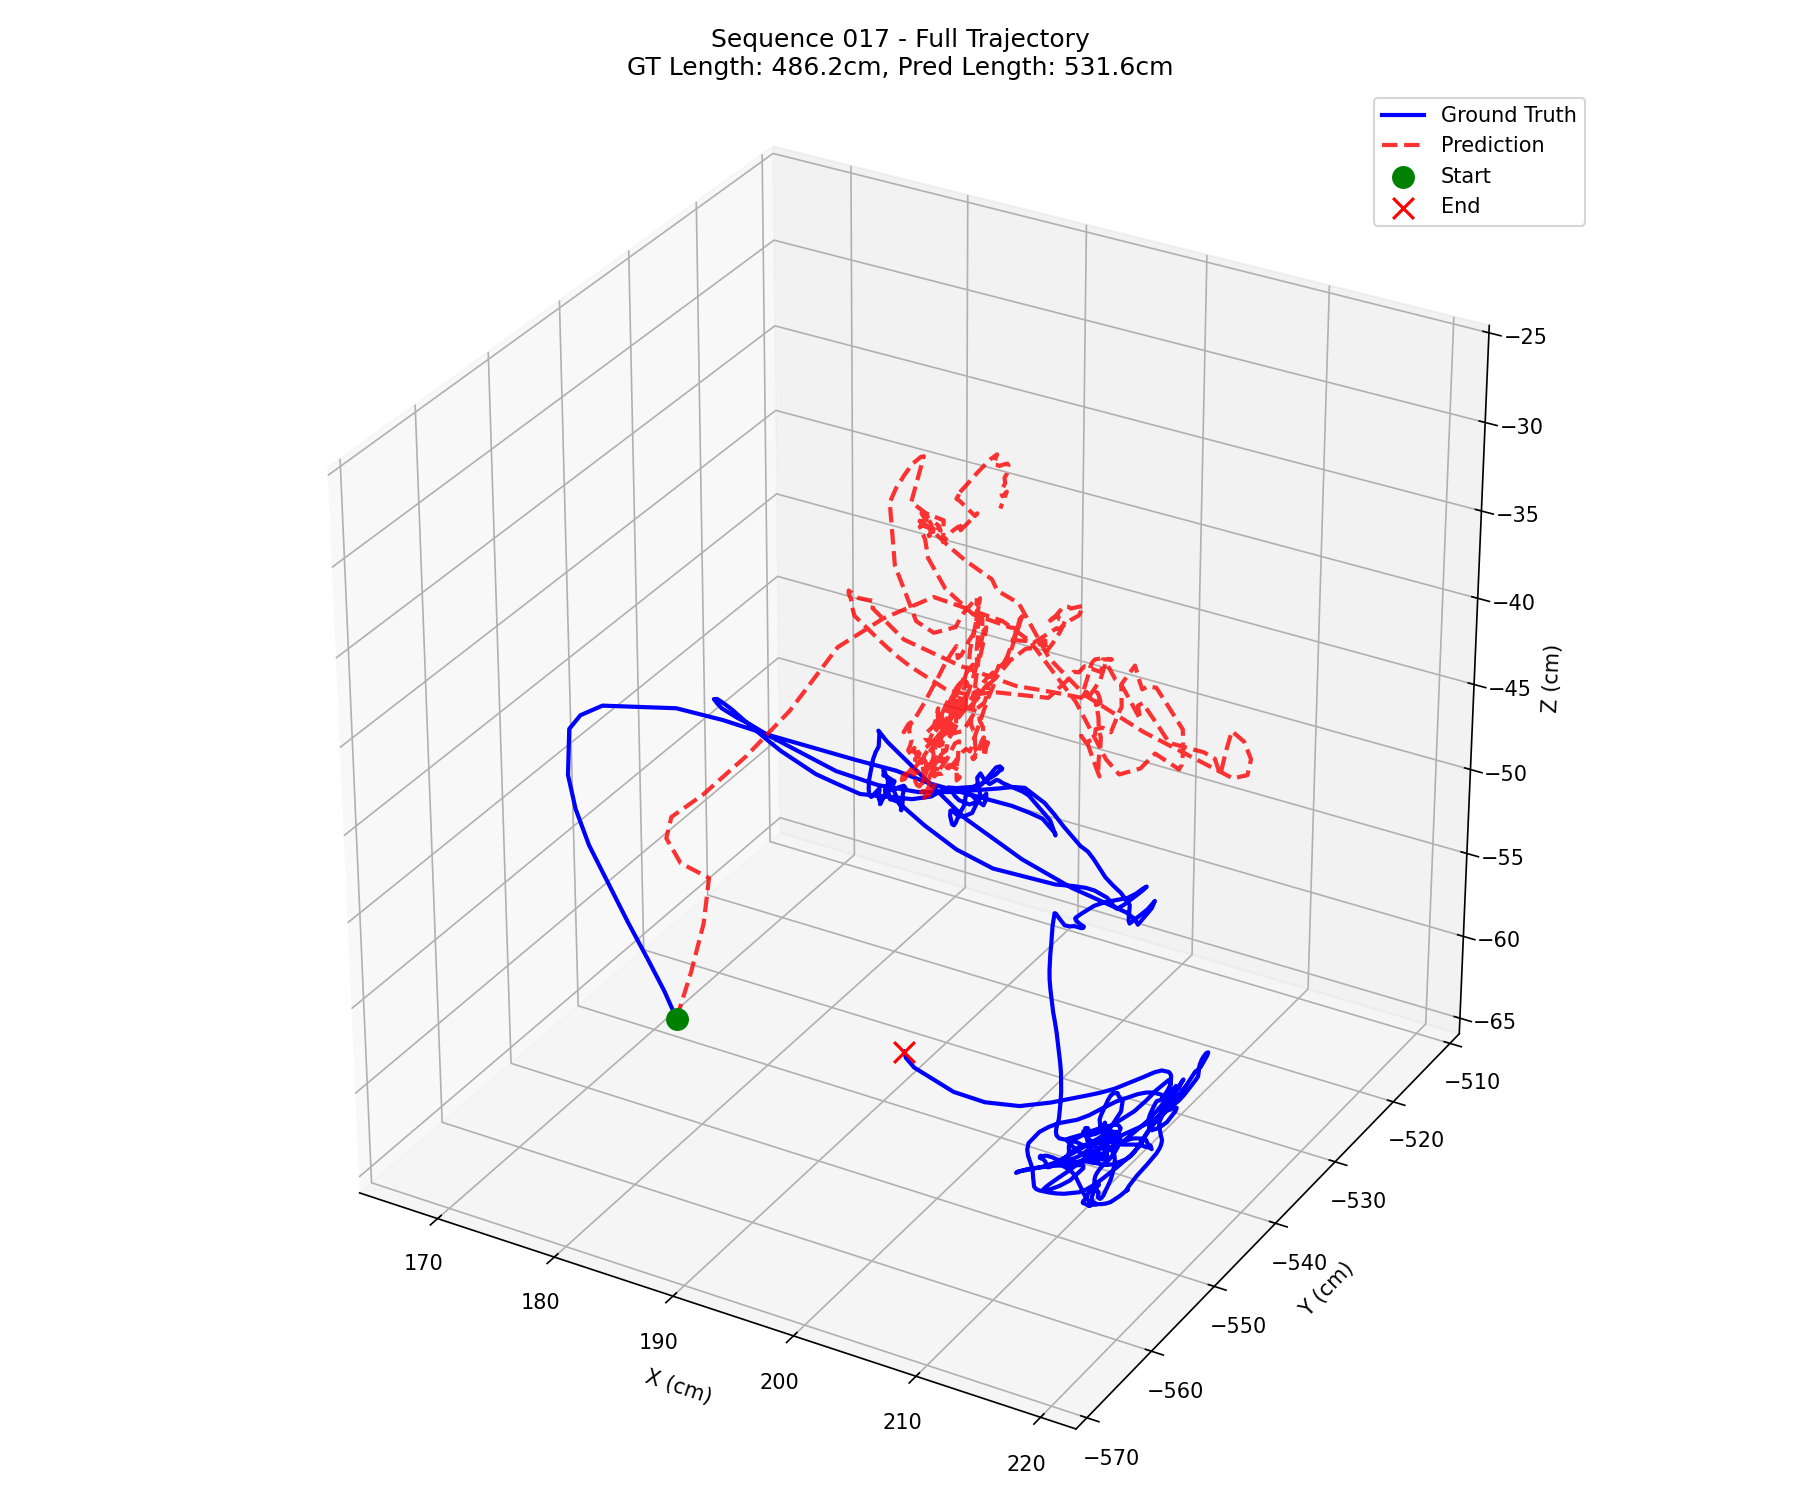 Sequence 017 - Full Trajectory
GT Length: 486.2cm, Pred Length: 531.6cm
Ground Truth
Prediction
Start
End
−25
−30
−35
−40
−45
−50
−55
−60
−65
Z (cm)
−510
−520
−530
−540
−550
−560
−570
Y (cm)
170
180
190
200
210
220
X (cm)